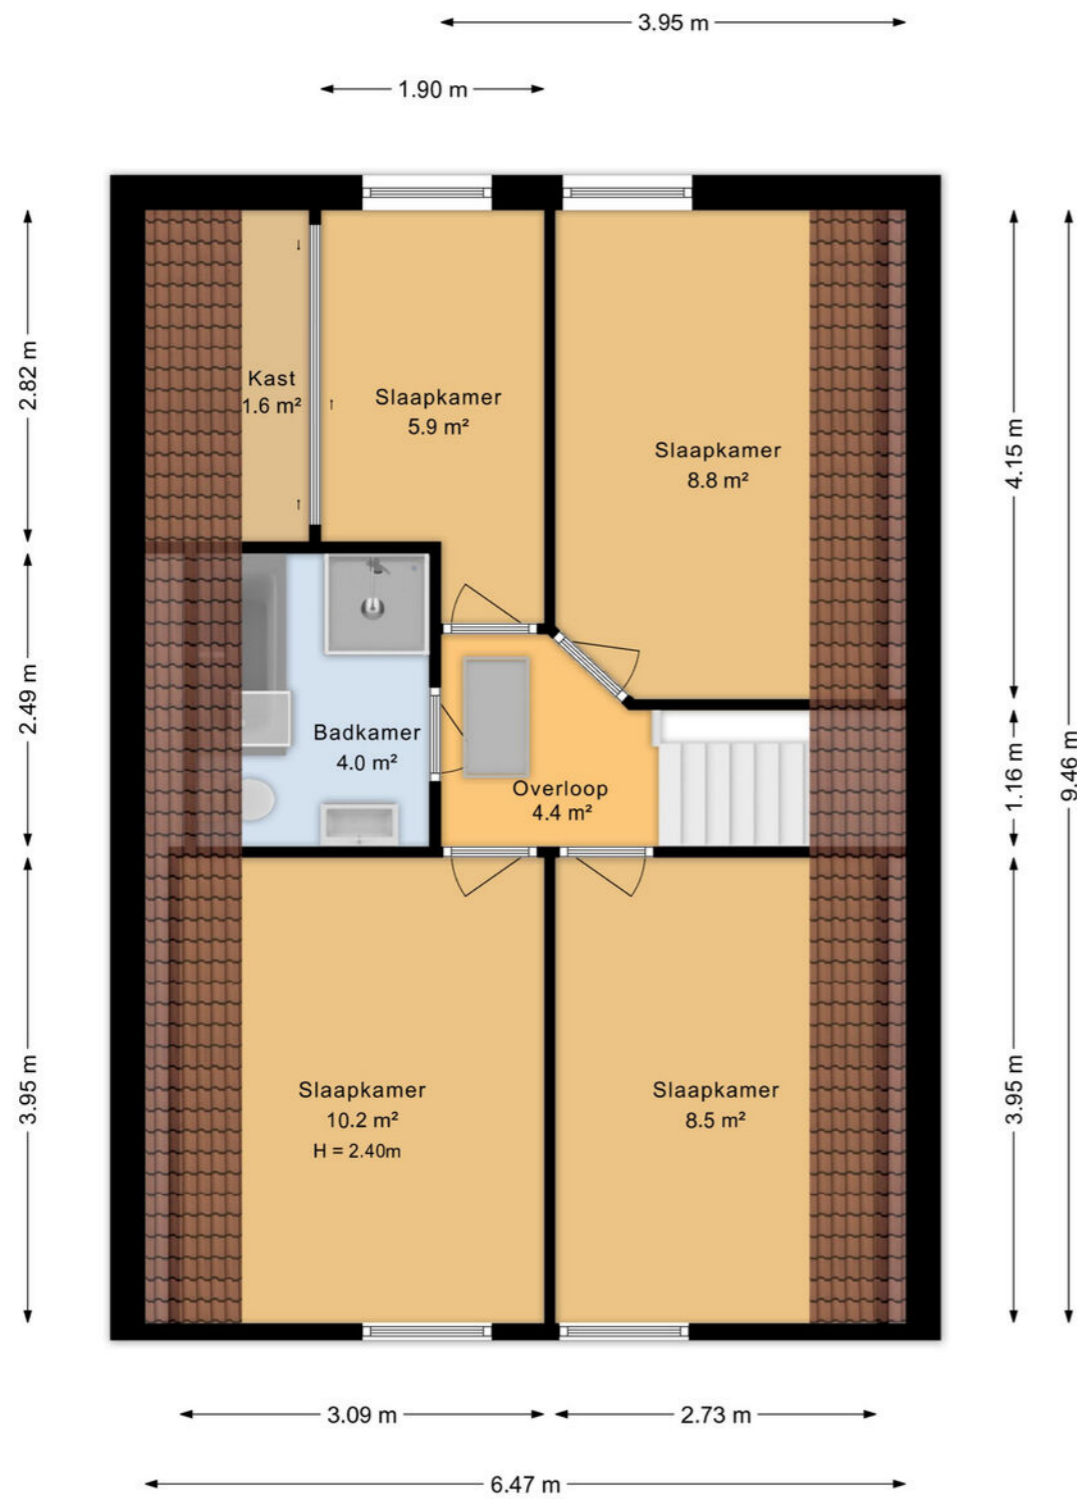 3.95 m
1.90 m
2.82 m
Kast
1.6 m²
Slaapkamer
5.9 m²
Slaapkamer
8.8 m²
4.15 m
2.49 m
Badkamer
4.0 m²
Overloop
4.4 m²
1.16 m
9.46 m
3.95 m
Slaapkamer
10.2 m²
H = 2.40m
Slaapkamer
8.5 m²
3.95 m
3.09 m
2.73 m
6.47 m